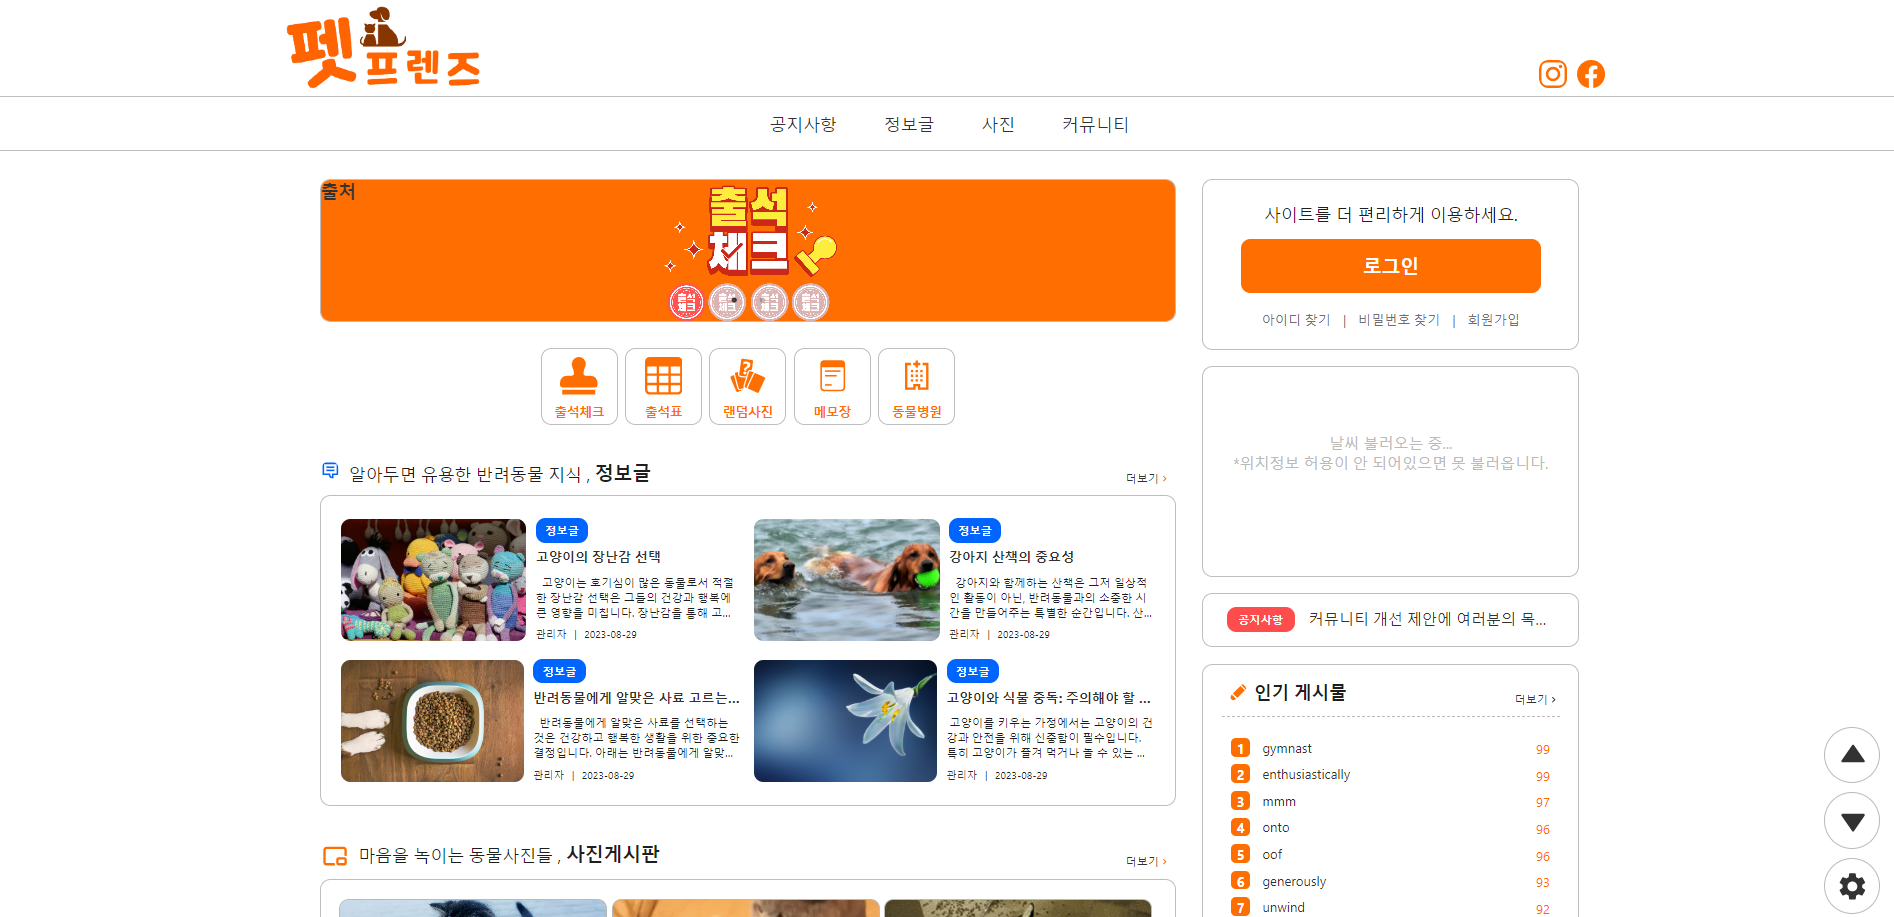 펫프렌즈
공지사항
정보글
사진
커뮤니티
출처
출석
체크
출석
체크
출석
체크
출석
체크
출석
체크
출석체크
출석표
랜덤사진
메모장
동물병원
알아두면 유용한 반려동물 지식 , 정보글
더보기 ›
정보글
고양이의 장난감 선택
고양이는 호기심이 많은 동물로서 적절
한 장난감 선택은 그들의 건강과 행복에
큰 영향을 미칩니다. 장난감을 통해 고...
관리자 | 2023-08-29
정보글
강아지 산책의 중요성
강아지와 함께하는 산책은 그저 일상적
인 활동이 아닌, 반려동물과의 소중한 시
간을 만들어주는 특별한 순간입니다. 산...
관리자 | 2023-08-29
정보글
반려동물에게 알맞은 사료 고르는...
반려동물에게 알맞은 사료를 선택하는
것은 건강하고 행복한 생활을 위한 중요한
결정입니다. 아래는 반려동물에게 알맞...
관리자 | 2023-08-29
정보글
고양이와 식물 중독: 주의해야 할 ...
고양이를 키우는 가정에서는 고양이의 건
강과 안전을 위해 신중함이 필수입니다.
특히 고양이가 즐겨 먹거나 놀 수 있는 ...
관리자 | 2023-08-29
마음을 녹이는 동물사진들 , 사진게시판
더보기 ›
사이트를 더 편리하게 이용하세요.
로그인
아이디 찾기 | 비밀번호 찾기 | 회원가입
날씨 불러오는 중...
*위치정보 허용이 안 되어있으면 못 불러옵니다.
공지사항 커뮤니티 개선 제안에 여러분의 목...
인기 게시물
더보기 ›
1 gymnast 99
2 enthusiastically 99
3 mmm 97
4 onto 96
5 oof 96
6 generously 93
7 unwind 92